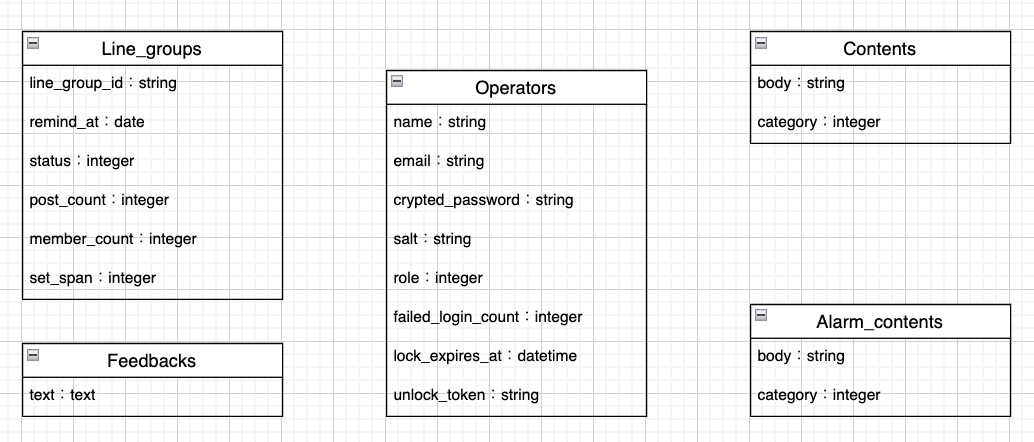 Line_groups
line_group_id：string
remind_at：date
status：integer
post_count：integer
member_count：integer
set_span：integer
Feedbacks
text：text
Operators
name：string
email：string
crypted_password：string
salt：string
role：integer
failed_login_count：integer
lock_expires_at：datetime
unlock_token：string
Contents
body：string
category：integer
Alarm_contents
body：string
category：integer